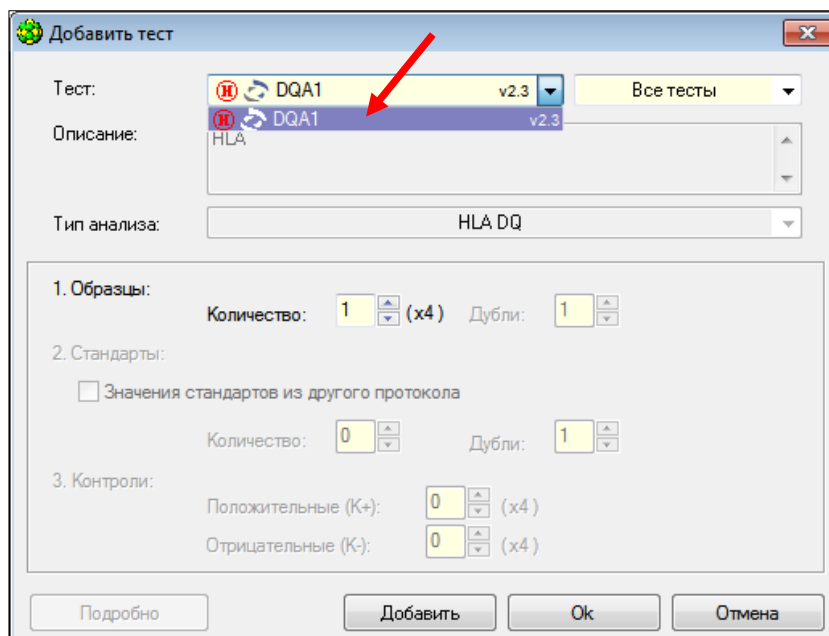 Добавить тест
Тест: DQA1 v2.3 Все тесты
DQA1 v2.3
Описание: HLA
Тип анализа: HLA DQ
1. Образцы:
Количество: 1 (x4) Дубли: 1
2. Стандарты:
Значения стандартов из другого протокола
Количество: 0 Дубли: 1
3. Контроли:
Положительные (К+): 0 (x4)
Отрицательные (К-): 0 (x4)
Подробно Добавить Ok Отмена